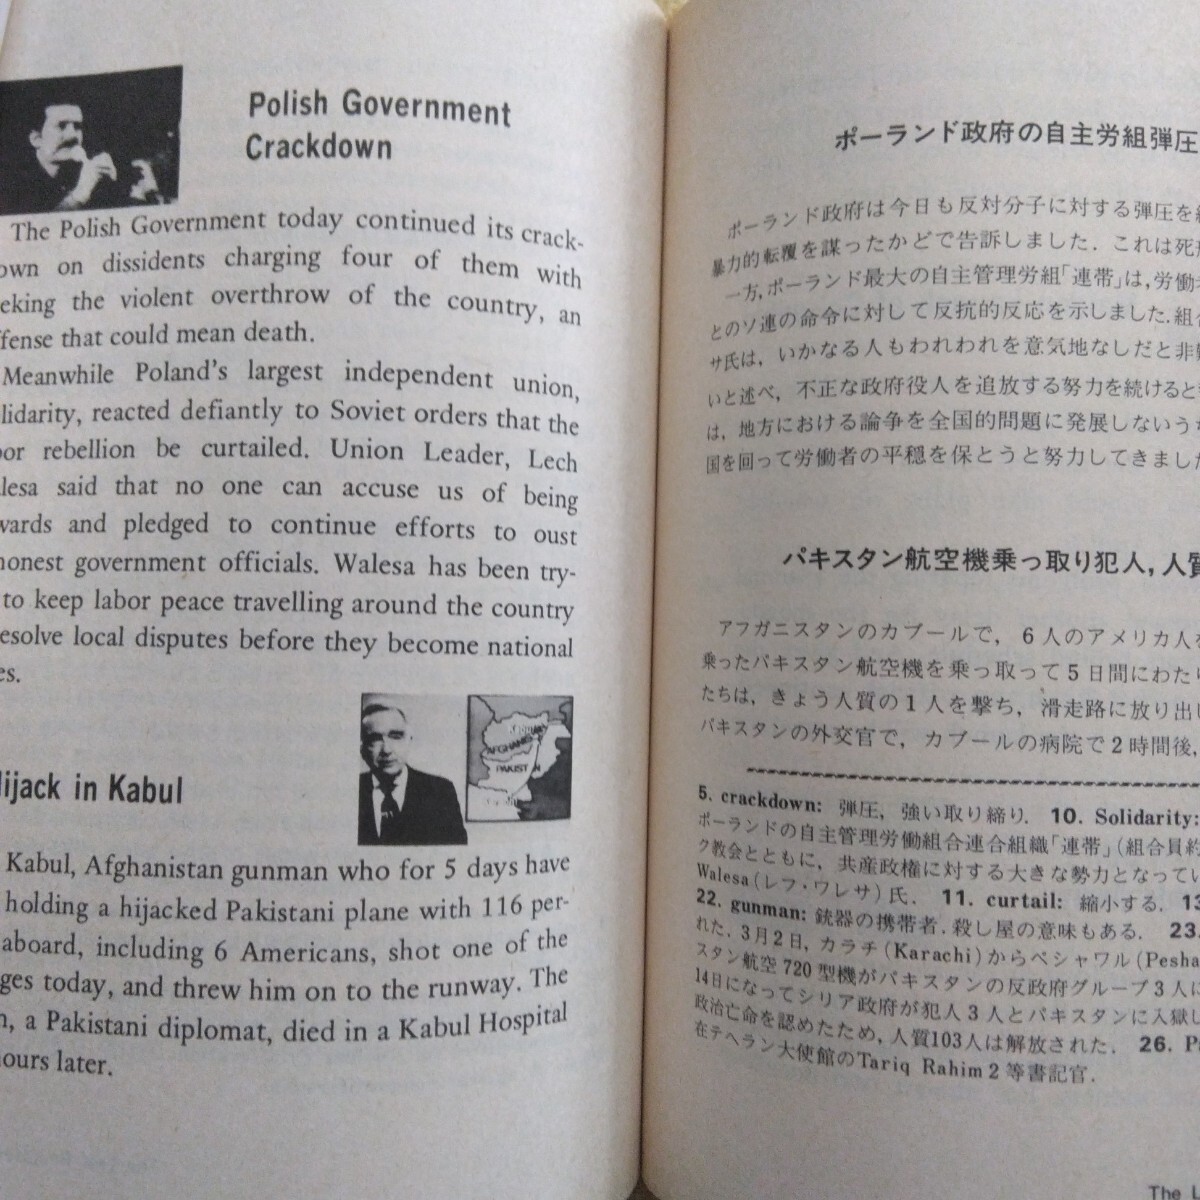 Polish Government
Crackdown
The Polish Government today continued its crack-
own on dissidents charging four of them with
eking the violent overthrow of the country, an
fense that could mean death.
Meanwhile Poland's largest independent union,
lidarity, reacted defiantly to Soviet orders that the
or rebellion be curtailed. Union Leader, Lech
lesa said that no one can accuse us of being
wards and pledged to continue efforts to oust
honest government officials. Walesa has been try-
to keep labor peace travelling around the country
esolve local disputes before they become national
es.
AFGHANISTAN
PAKISTAN
Hijack in Kabul
Kabul, Afghanistan gunman who for 5 days have
holding a hijacked Pakistani plane with 116 per-
aboard, including 6 Americans, shot one of the
ges today, and threw him on to the runway. The
n, a Pakistani diplomat, died in a Kabul Hospital
hours later.
ポーランド政府の自主労組弾圧
ポーランド政府は今日も反対分子に対する弾圧を
暴力的転覆を謀ったかどで告訴しました．これは死
一方，ポーランド最大の自主管理労組「連帯」は，労働
とのソ連の命令に対して反抗的反応を示しました．組
サ氏は，いかなる人もわれわれを意気地なしだと非
いと述べ，不正な政府役人を追放する努力を続けると
は，地方における論争を全国的問題に発展しないう
国を回って労働者の平穏を保とうと努力してきました
パキスタン航空機乗っ取り犯人，人質
アフガニスタンのカブールで，6人のアメリカ人
乗ったパキスタン航空機を乗っ取って5日間にわた
たちは，きょう人質の1人を撃ち，滑走路に放り出
パキスタンの外交官で，カブールの病院で2時間後，
5. crackdown: 弾圧，強い取り締り． 10. Solidarity:
ポーランドの自主管理労働組合連合組織「連帯」（組合員約
ク教会とともに，共産政権に対する大きな勢力となってい
Walesa（レフ・ワレサ）氏． 11. curtail: 縮小する． 13
22. gunman: 銃器の携帯者．殺し屋の意味もある． 23.
れた．3月2日，カラチ（Karachi）からペシャワル（Pesha
スタン航空720型機がパキスタンの反政府グループ3人に
14日になってシリア政府が犯人3人とパキスタンに入獄し
政治亡命を認めたため，人質103人は解放された． 26. P
在テヘラン大使館のTariq Rahim 2等書記官．
The L